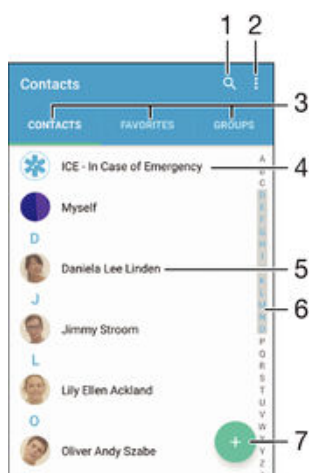 1 2
Contacts
3
CONTACTS FAVORITES GROUPS
ICE - In Case of Emergency
4
Myself
D
Daniela Lee Linden
5
J
Jimmy Stroom
6
L
Lily Ellen Ackland
O
Oliver Andy Szabe
+
7
A
B
C
D
E
F
G
H
I
K
L
M
N
O
P
Q
R
S
T
U
V
W
Y
Z